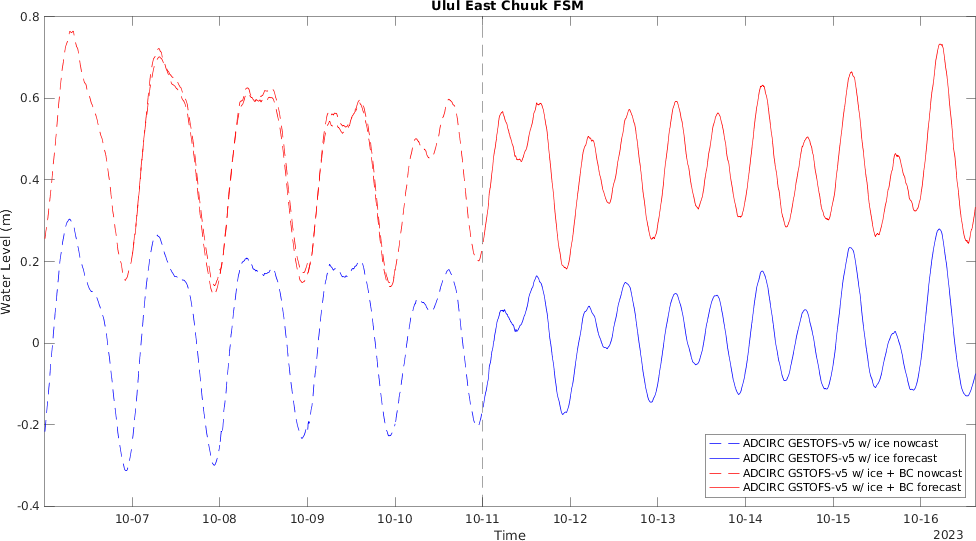 Ulul East Chuuk FSM
0.8
0.6
0.4
0.2
0
-0.2
-0.4
Water Level (m)
10-07
10-08
10-09
10-10
10-11
10-12
10-13
10-14
10-15
10-16
Time
2023
ADCIRC GESTOFS-v5 w/ ice nowcast
ADCIRC GESTOFS-v5 w/ ice forecast
ADCIRC GSTOFS-v5 w/ ice + BC nowcast
ADCIRC GSTOFS-v5 w/ ice + BC forecast